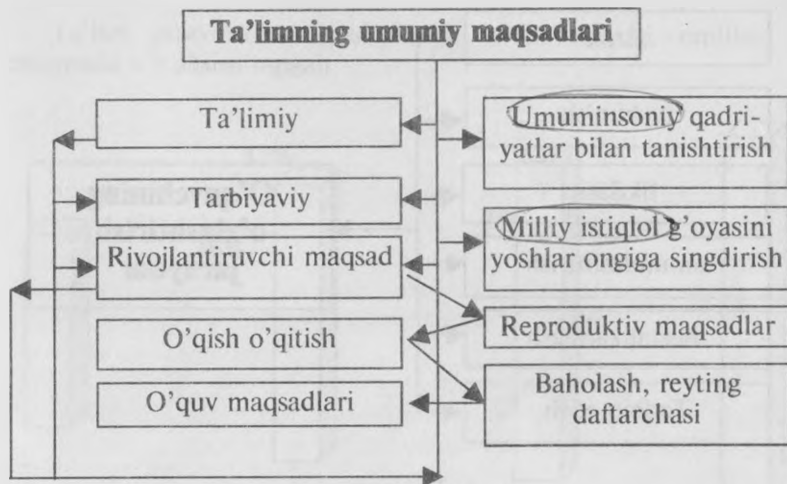 Ta'limning umumiy maqsadlari
Ta'limiy
Tarbiyaviy
Rivojlantiruvchi maqsad
O'qish o'qitish
O'quv maqsadlari
Umuminsoniy qadri-
yatlar bilan tanishtirish
Milliy istiqlol g'oyasini
yoshlar ongiga singdirish
Reproduktiv maqsadlar
Baholash, reyting
daftarchasi